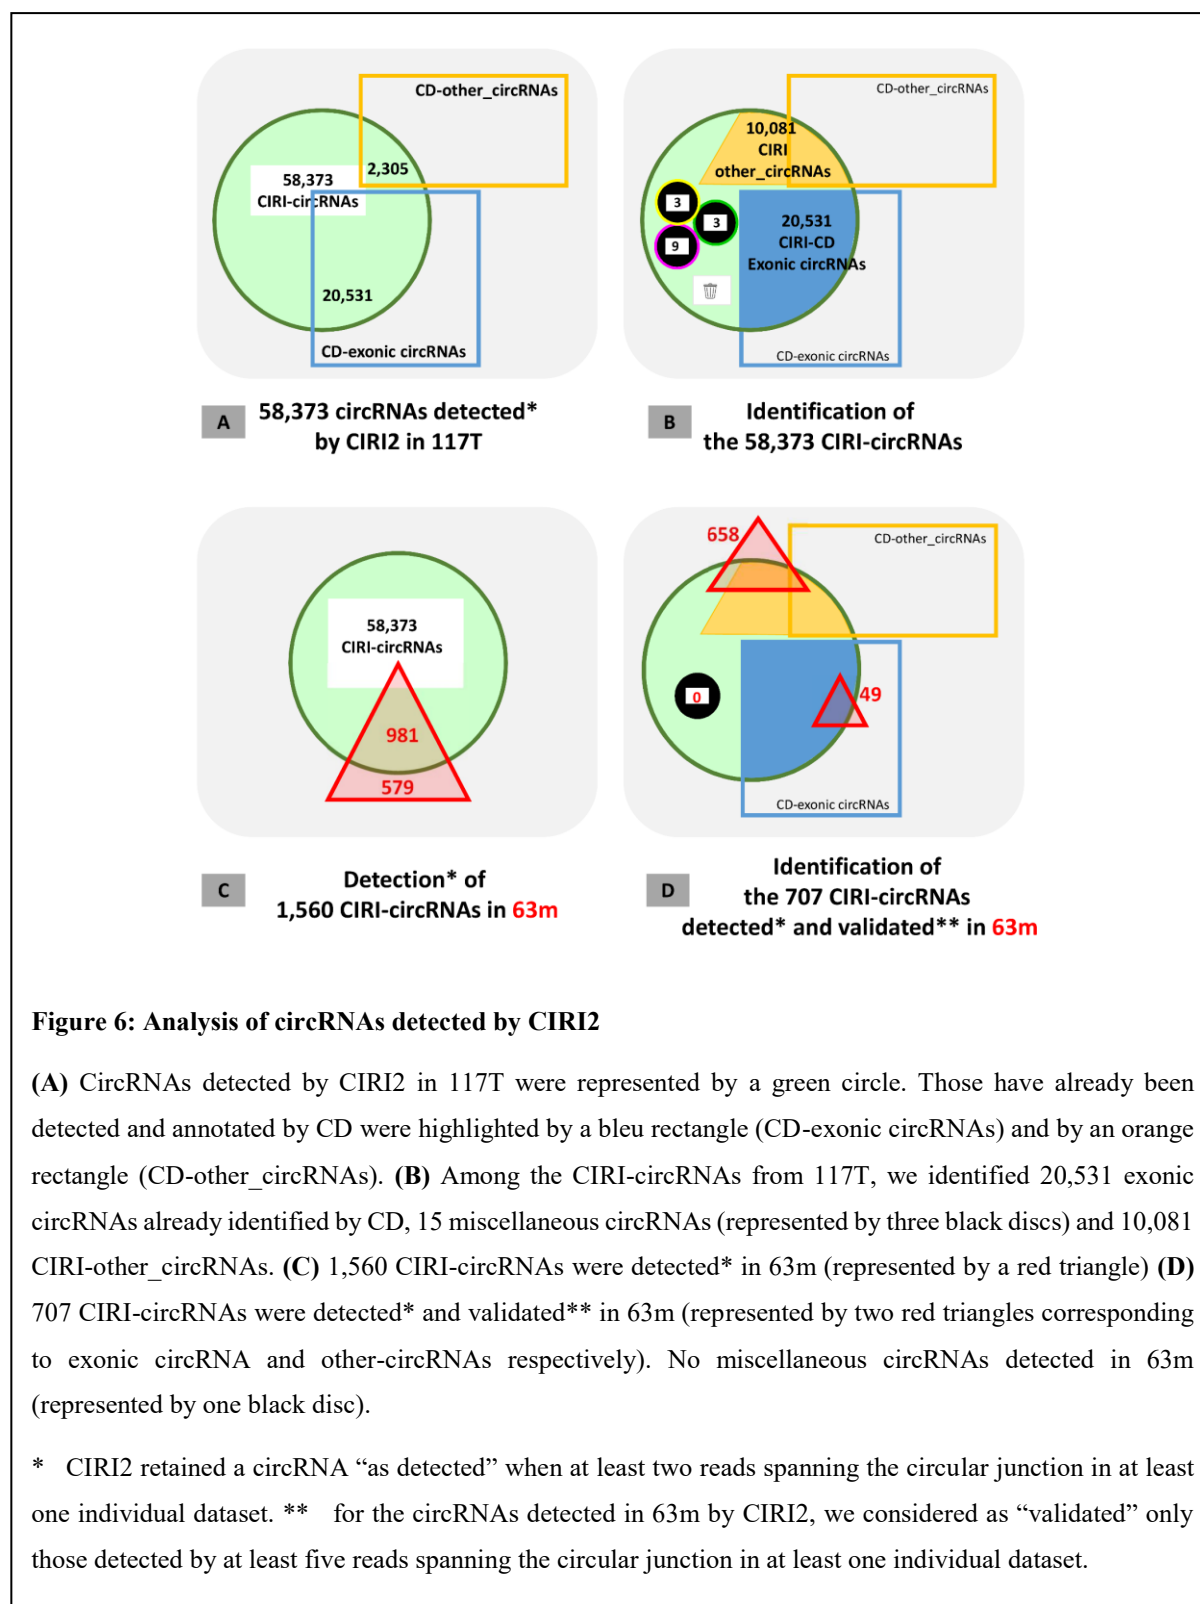 CD-other_circRNAs
2,305
58,373
CIRI-circRNAs
20,531
CD-exonic circRNAs
A
58,373 circRNAs detected*
by CIRI2 in 117T
CD-other_circRNAs
10,081
CIRI
other_circRNAs
3
3
9
20,531
CIRI-CD
Exonic circRNAs
CD-exonic circRNAs
B
Identification of
the 58,373 CIRI-circRNAs
58,373
CIRI-circRNAs
981
579
C
Detection* of
1,560 CIRI-circRNAs in 63m
658
CD-other_circRNAs
0
49
CD-exonic circRNAs
D
Identification of
the 707 CIRI-circRNAs
detected* and validated** in 63m
Figure 6: Analysis of circRNAs detected by CIRI2
(A) CircRNAs detected by CIRI2 in 117T were represented by a green circle. Those have already been
detected and annotated by CD were highlighted by a bleu rectangle (CD-exonic circRNAs) and by an orange
rectangle (CD-other_circRNAs). (B) Among the CIRI-circRNAs from 117T, we identified 20,531 exonic
circRNAs already identified by CD, 15 miscellaneous circRNAs (represented by three black discs) and 10,081
CIRI-other_circRNAs. (C) 1,560 CIRI-circRNAs were detected* in 63m (represented by a red triangle) (D)
707 CIRI-circRNAs were detected* and validated** in 63m (represented by two red triangles corresponding
to exonic circRNA and other-circRNAs respectively). No miscellaneous circRNAs detected in 63m
(represented by one black disc).
* CIRI2 retained a circRNA “as detected” when at least two reads spanning the circular junction in at least
one individual dataset. ** for the circRNAs detected in 63m by CIRI2, we considered as “validated” only
those detected by at least five reads spanning the circular junction in at least one individual dataset.